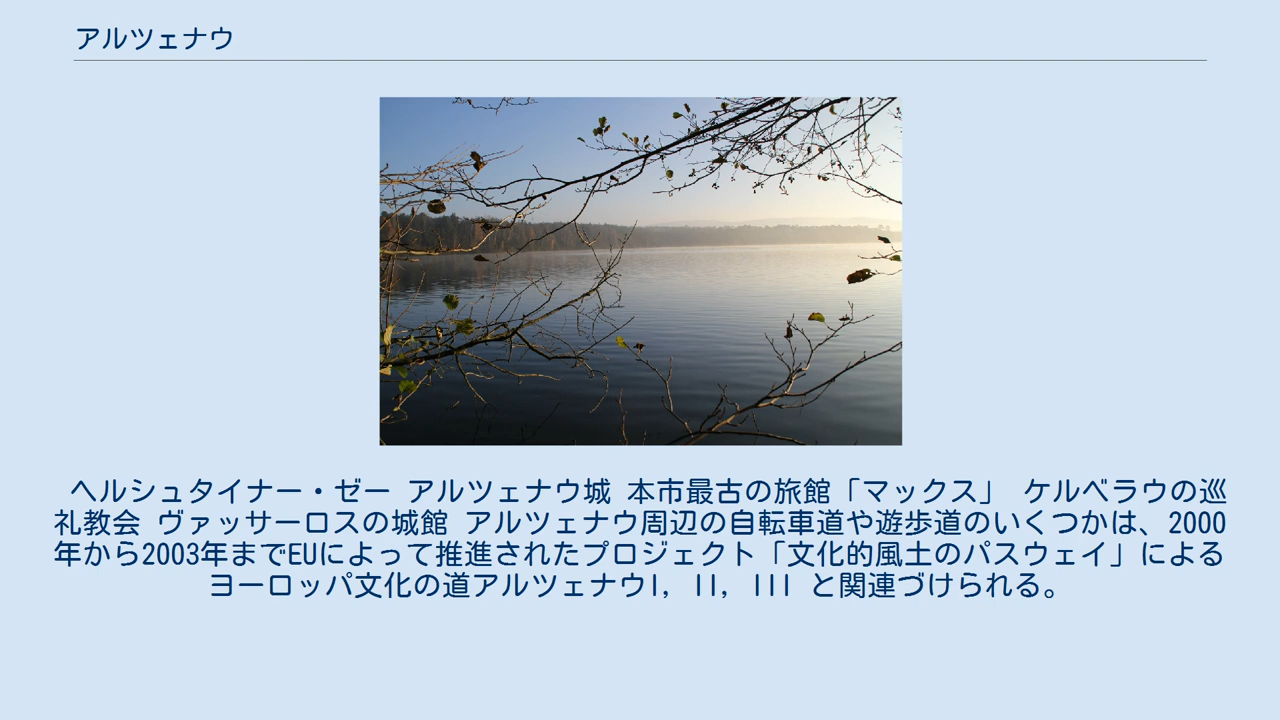 アルツェナウ
ヘルシュタイナー・ゼー アルツェナウ城 本市最古の旅館「マックス」 ケルベラウの巡
礼教会 ヴァッサーロスの城館 アルツェナウ周辺の自転車道や遊歩道のいくつかは、2000
年から2003年までEUによって推進されたプロジェクト「文化的風土のパスウェイ」による
ヨーロッパ文化の道アルツェナウI, II, III と関連づけられる。